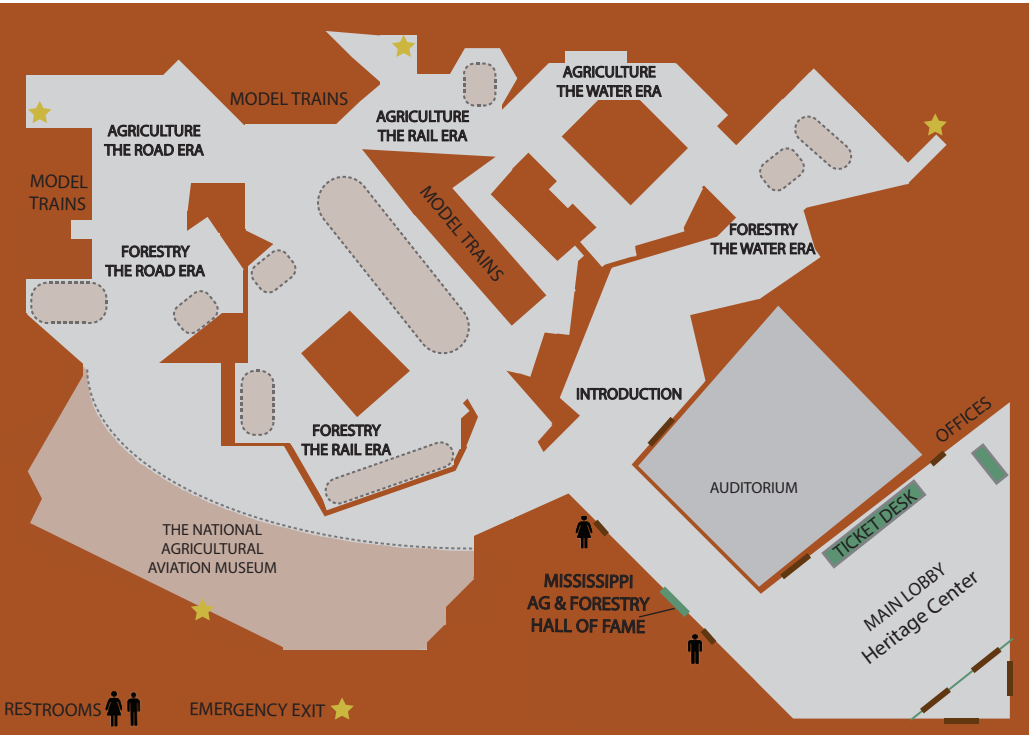 MODEL TRAINS
AGRICULTURE
THE ROAD ERA
AGRICULTURE
THE RAIL ERA
AGRICULTURE
THE WATER ERA
MODEL
TRAINS
MODEL TRAINS
FORESTRY
THE ROAD ERA
FORESTRY
THE WATER ERA
INTRODUCTION
FORESTRY
THE RAIL ERA
OFFICES
AUDITORIUM
TICKET DESK
THE NATIONAL
AGRICULTURAL
AVIATION MUSEUM
MISSISSIPPI
AG & FORESTRY
HALL OF FAME
MAIN LOBBY
Heritage Center
RESTROOMS
EMERGENCY EXIT